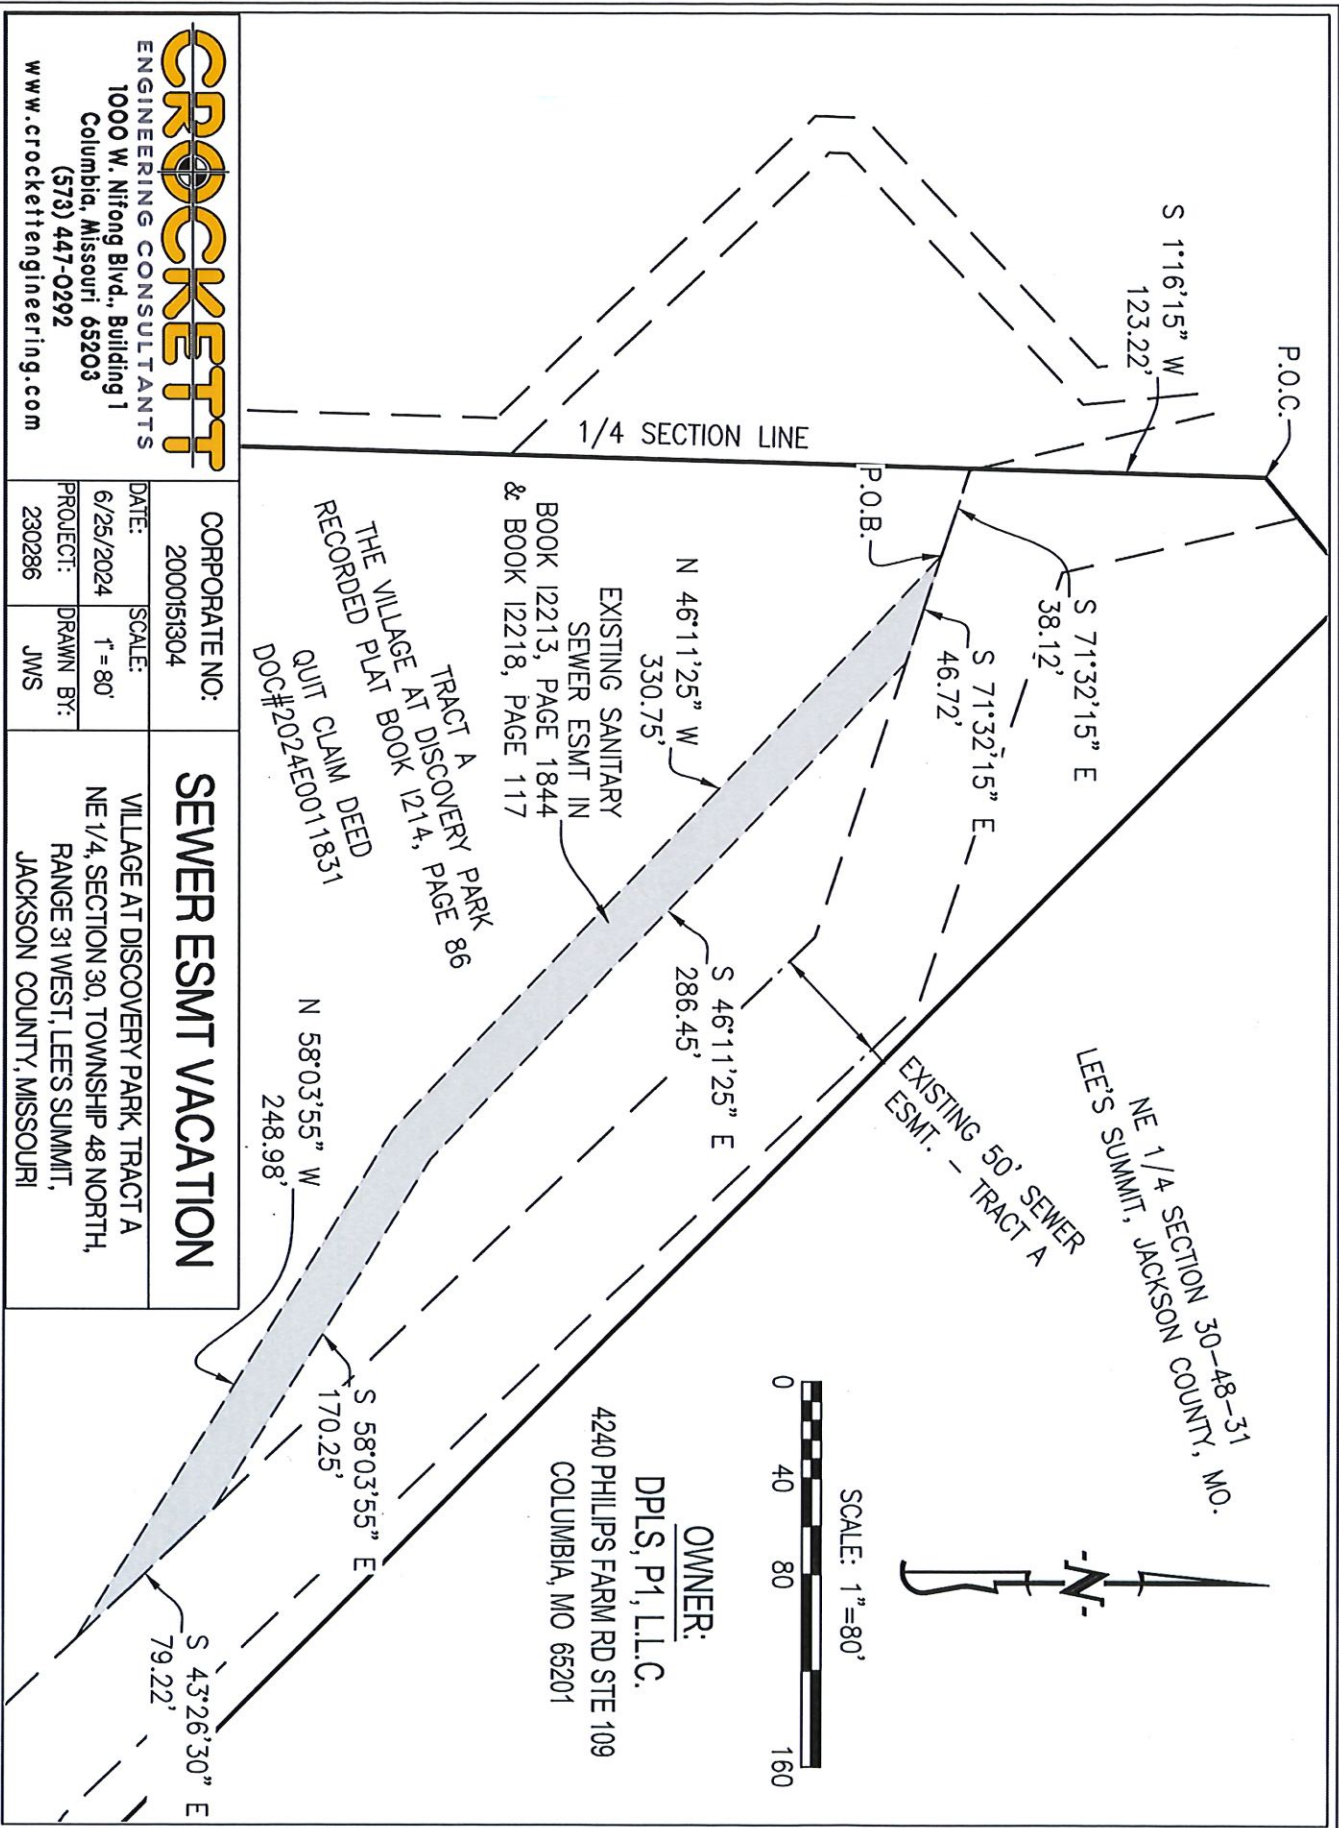 P.O.C.
S 1°16'15" W
123.22'
1/4 SECTION LINE
P.O.B.
S 71°32'15" E
38.12'
S 71°32'15" E
46.72'
N 46°11'25" W
330.75'
EXISTING SANITARY
SEWER ESMT IN
BOOK I2213, PAGE 1844
& BOOK I2218, PAGE 117
TRACT A
THE VILLAGE AT DISCOVERY PARK
RECORDED PLAT BOOK I214, PAGE 86
QUIT CLAIM DEED
DOC#2024E0011831
S 46°11'25" E
286.45'
EXISTING 50' SEWER
ESMT. - TRACT A
NE 1/4 SECTION 30-48-31
LEE'S SUMMIT, JACKSON COUNTY, MO.
N 58°03'55" W
248.98'
S 58°03'55" E
170.25'
S 43°26'30" E
79.22'
-N-
SCALE: 1"=80'
0 40 80 160
OWNER:
DPLS, P1, L.L.C.
4240 PHILIPS FARM RD STE 109
COLUMBIA, MO 65201
CROCKETT
ENGINEERING CONSULTANTS
1000 W. Nifong Blvd., Building 1
Columbia, Missouri 65203
(573) 447-0292
www.crockettengineering.com
CORPORATE NO:
2000151304
DATE:
6/25/2024
SCALE:
1"=80'
PROJECT:
230286
DRAWN BY:
JWS
SEWER ESMT VACATION
VILLAGE AT DISCOVERY PARK, TRACT A
NE 1/4, SECTION 30, TOWNSHIP 48 NORTH,
RANGE 31 WEST, LEE'S SUMMIT,
JACKSON COUNTY, MISSOURI